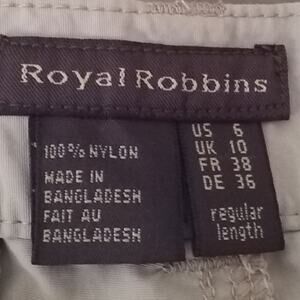 Royal Robbins
100% NYLON
MADE IN
BANGLADESH
FAIT AU
BANGLADESH
US 6
UK 10
FR 38
DE 36
regular
length